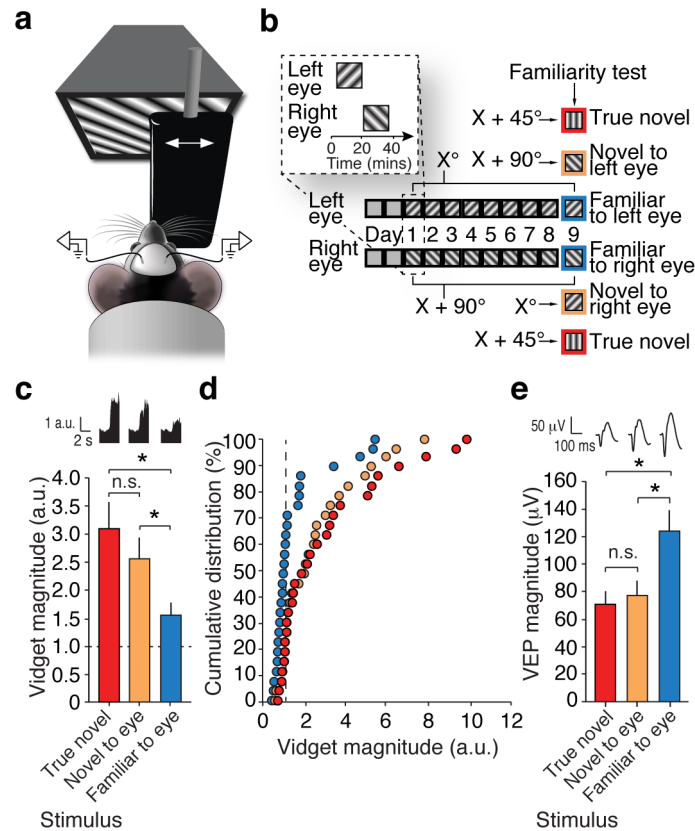 a
b
Left
eye
Right
eye
0 20 40
Time (mins)
Familiarity test
X + 45°
True novel
X°
X + 90°
Novel to
left eye
Left
eye
Familiar
to left eye
Day 1 2 3 4 5 6 7 8 9
Right
eye
Familiar
to right eye
X + 90°
X°
Novel to
right eye
X + 45°
True novel
c
1 a.u.
2 s
*
n.s.
*
Vidget magnitude (a.u.)
4.0
3.5
3.0
2.5
2.0
1.5
1.0
0.5
0
True novel
Novel to eye
Familiar to eye
Stimulus
d
Cumulative distribution (%)
100
90
80
70
60
50
40
30
20
10
0
0 2 4 6 8 10 12
Vidget magnitude (a.u.)
e
50 µV
100 ms
*
*
n.s.
VEP magnitude (µV)
160
140
120
100
80
60
40
20
0
True novel
Novel to eye
Familiar to eye
Stimulus